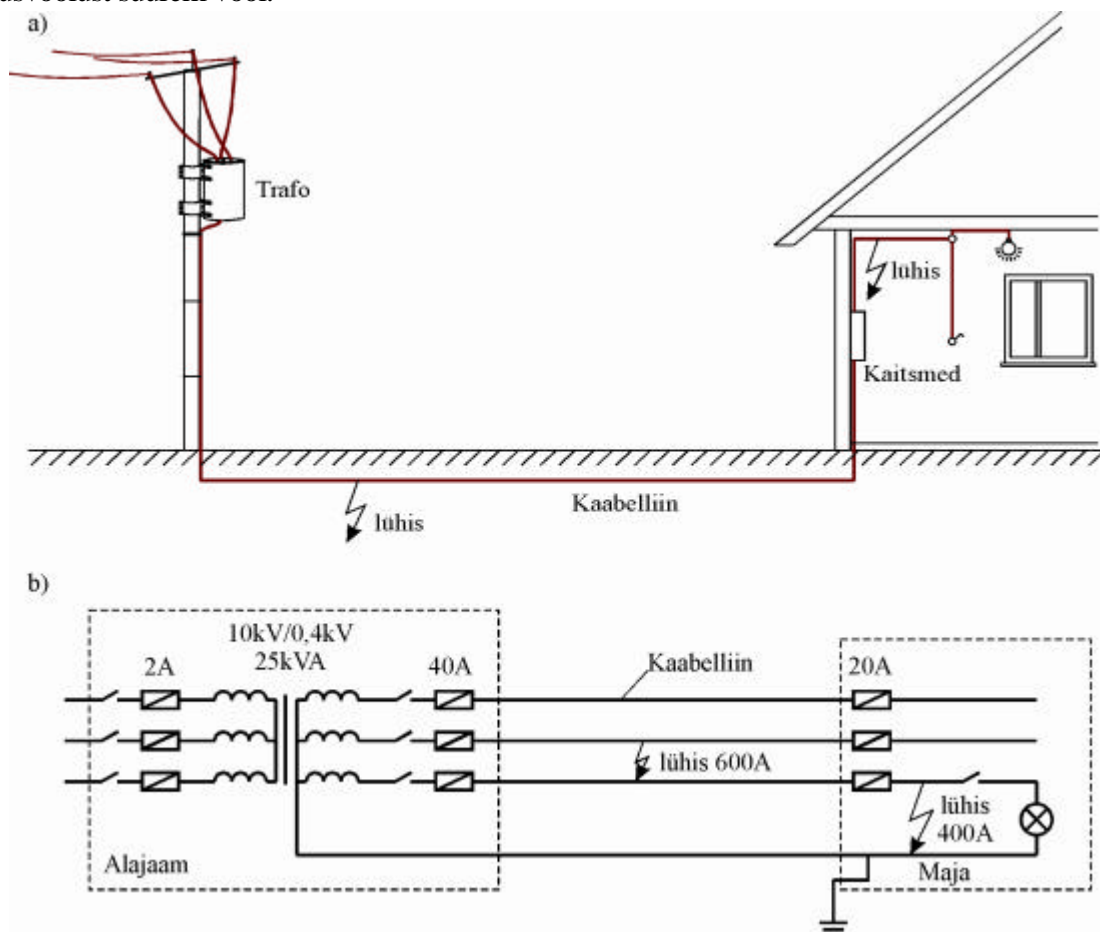 a)
Trafo
lühis
Kaitsmed
Kaabelliin
lühis
b)
10kV/0,4kV
25kVA
2A
40A
Kaabelliin
20A
lühis 600A
lühis
400A
Alajaam
Maja